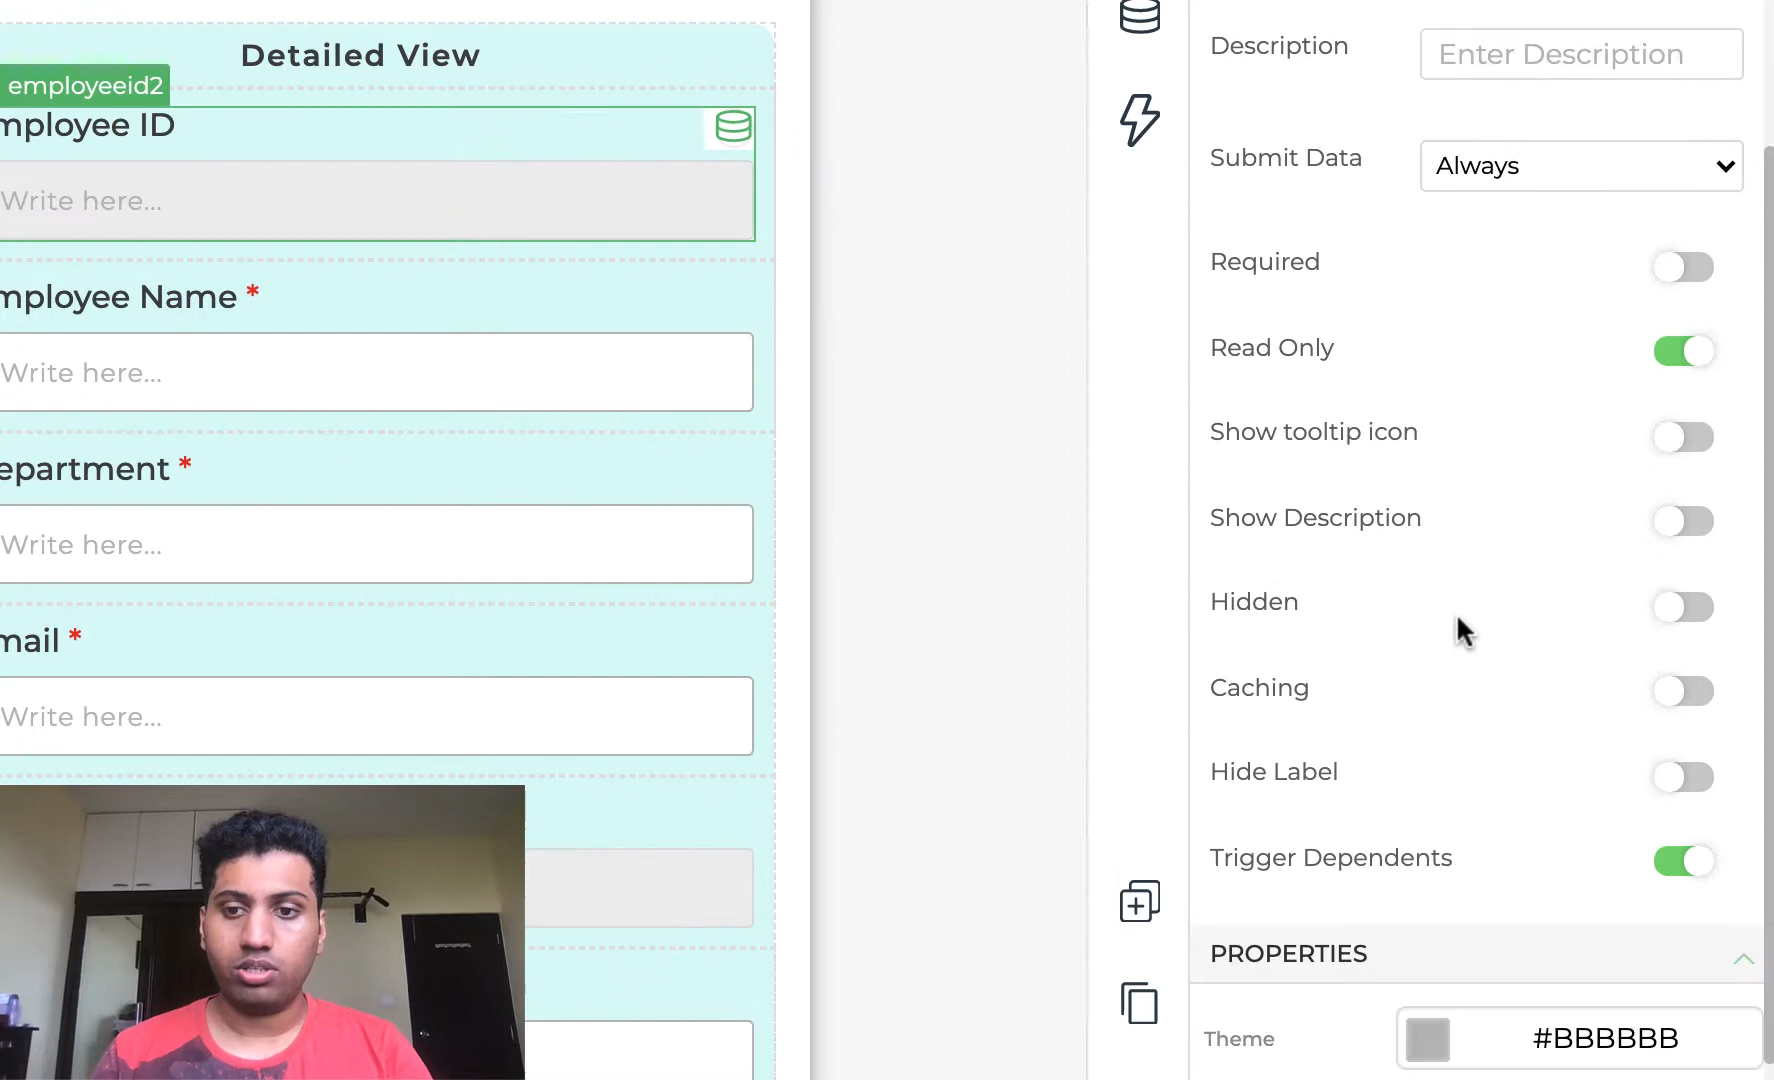 Detailed View
employeeid2
mployee ID
Write here...
mployee Name *
Write here...
epartment *
Write here...
mail *
Write here...
Description
Enter Description
Submit Data
Always
Required
Read Only
Show tooltip icon
Show Description
Hidden
Caching
Hide Label
Trigger Dependents
PROPERTIES
Theme
#BBBBBB